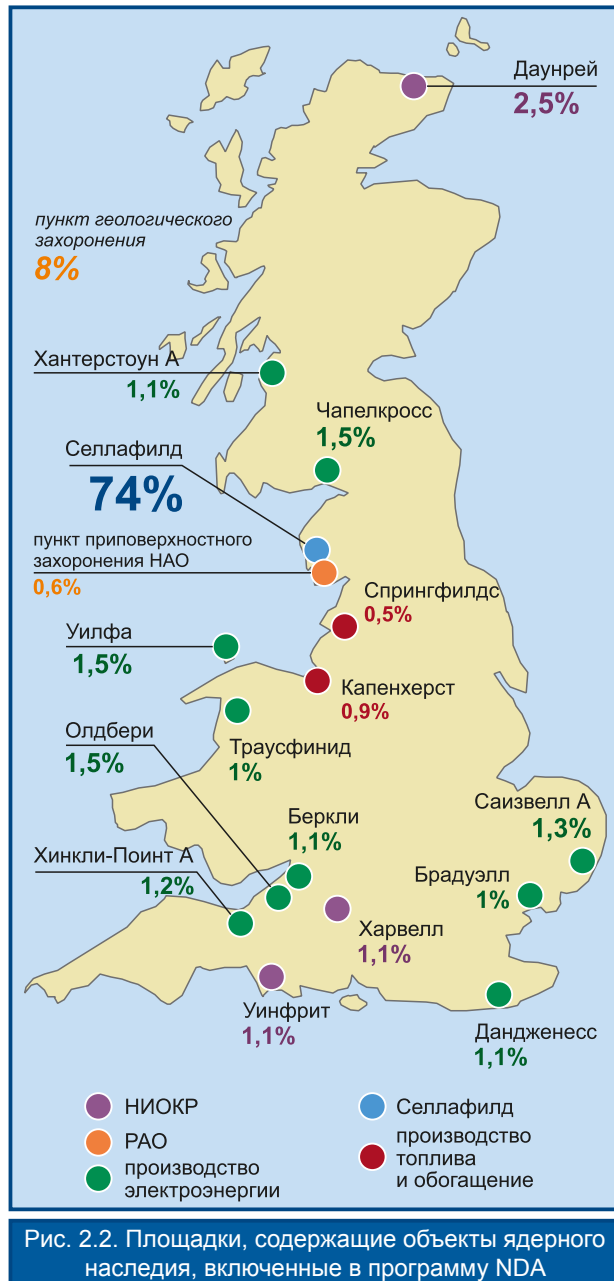 Даунрей
2,5%
пункт геологического
захоронения
8%
Хантерстоун А
1,1%
Чапелкросс
1,5%
Селлафилд
74%
пункт приповерхностного
захоронения НАО
0,6%
Спрингфилдс
0,5%
Уилфа
1,5%
Капенхерст
0,9%
Олдбери
1,5%
Траусфинид
1%
Саизвелл А
1,3%
Беркли
1,1%
Хинкли-Поинт А
1,2%
Брадуэлл
1%
Харвелл
1,1%
Уинфрит
1,1%
Дандженесс
1,1%
НИОКР
РАО
производство
электроэнергии
Селлафилд
производство
топлива
и обогащение
Рис. 2.2. Площадки, содержащие объекты ядерного
наследия, включенные в программу NDA